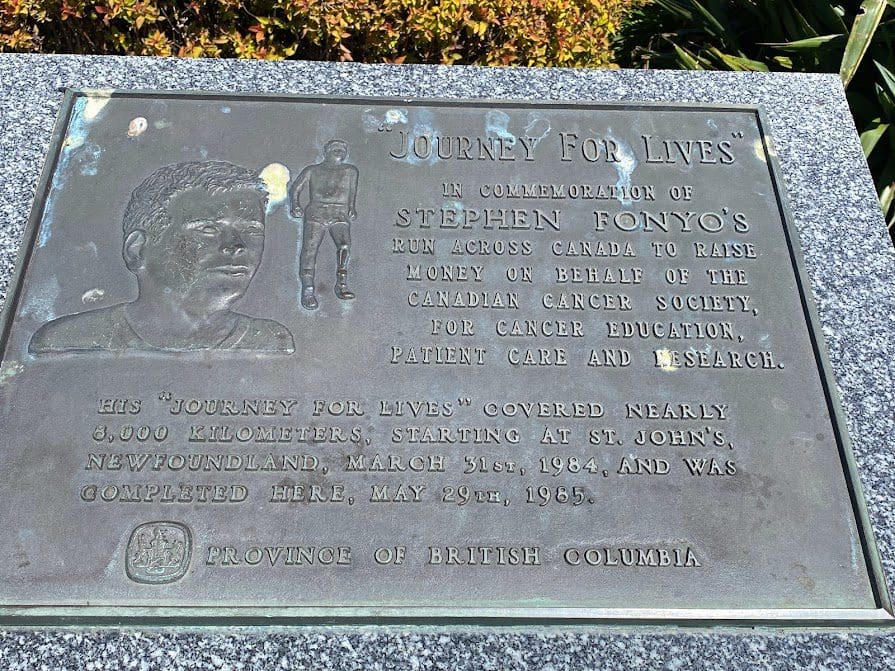 "JOURNEY FOR LIVES"
IN COMMEMORATION OF
STEPHEN FONYO'S
RUN ACROSS CANADA TO RAISE
MONEY ON BEHALF OF THE
CANADIAN CANCER SOCIETY,
FOR CANCER EDUCATION,
PATIENT CARE AND RESEARCH.
HIS "JOURNEY FOR LIVES" COVERED NEARLY
8,000 KILOMETERS, STARTING AT ST. JOHN'S,
NEWFOUNDLAND, MARCH 31ST, 1984, AND WAS
COMPLETED HERE, MAY 29TH, 1985.
PROVINCE OF BRITISH COLUMBIA